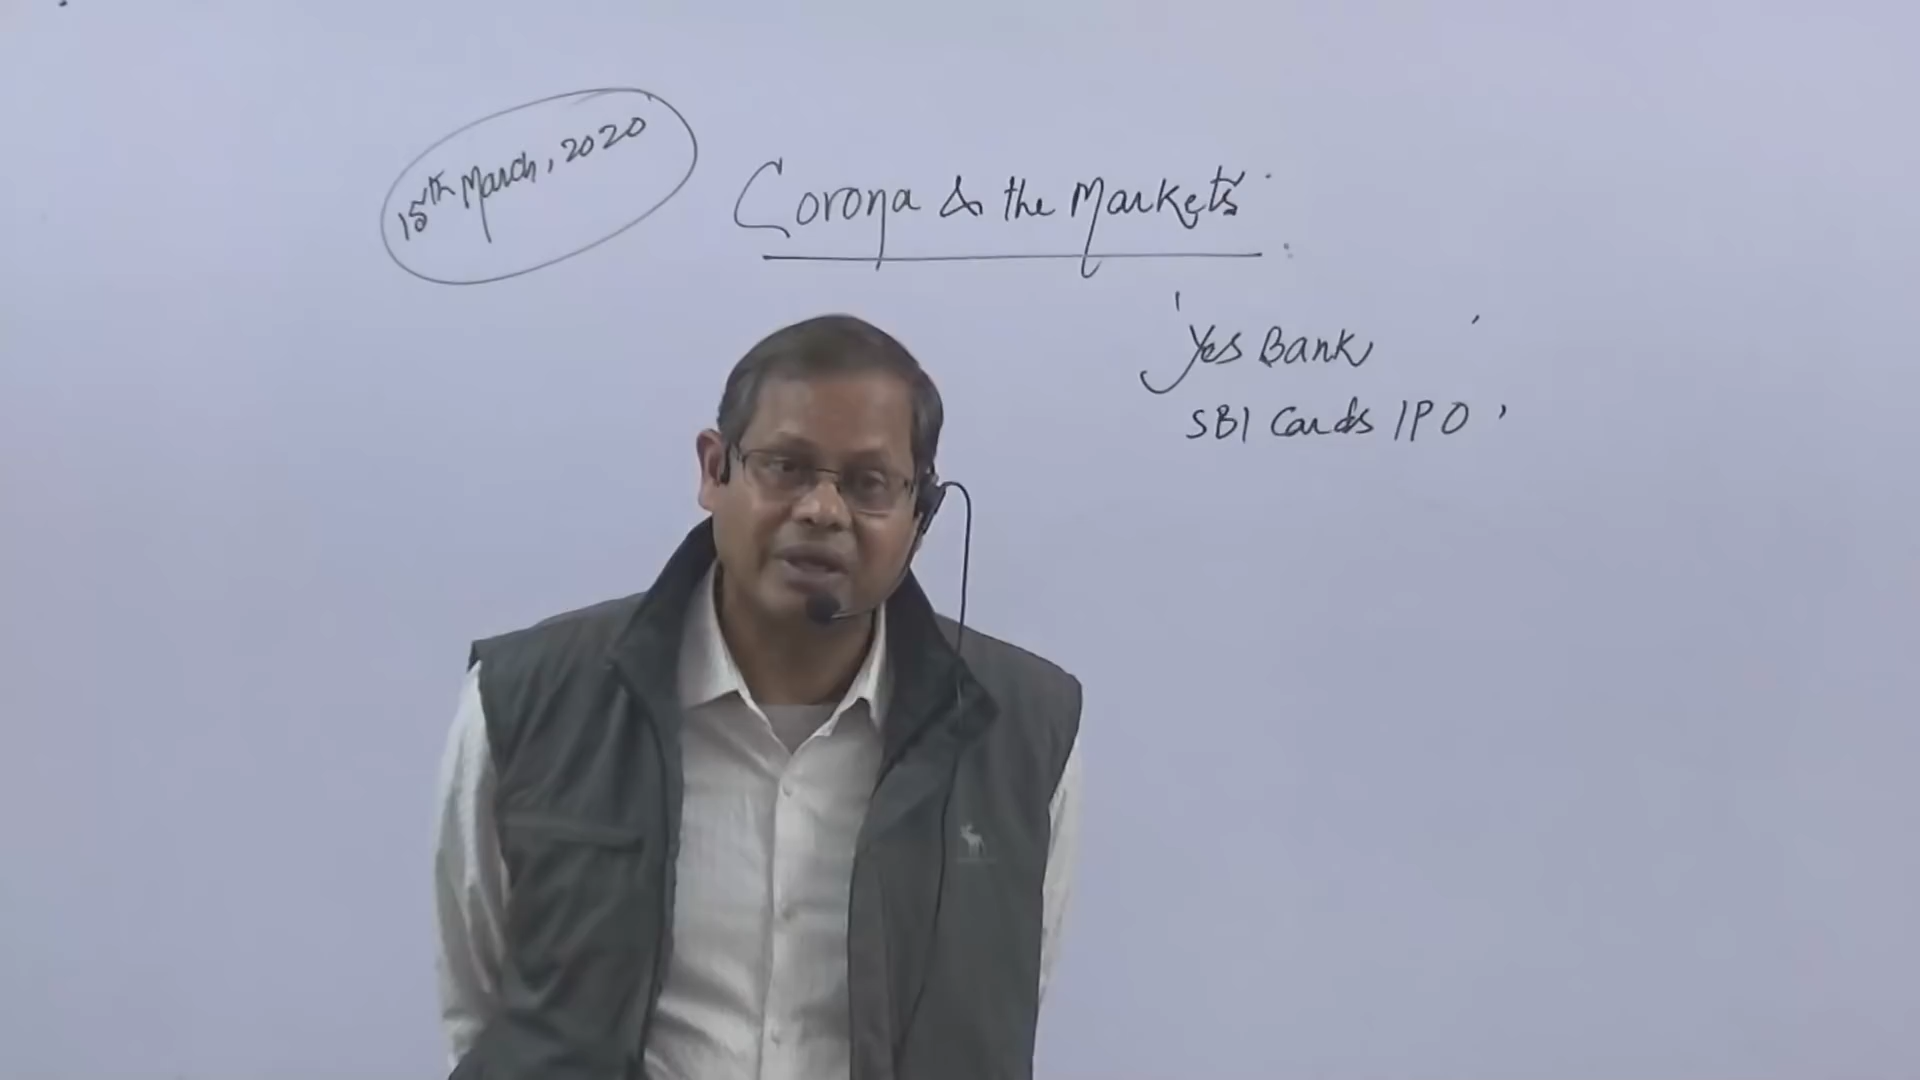 15th March, 2020
Corona & the Markets
Yes Bank
SBI Cards IPO